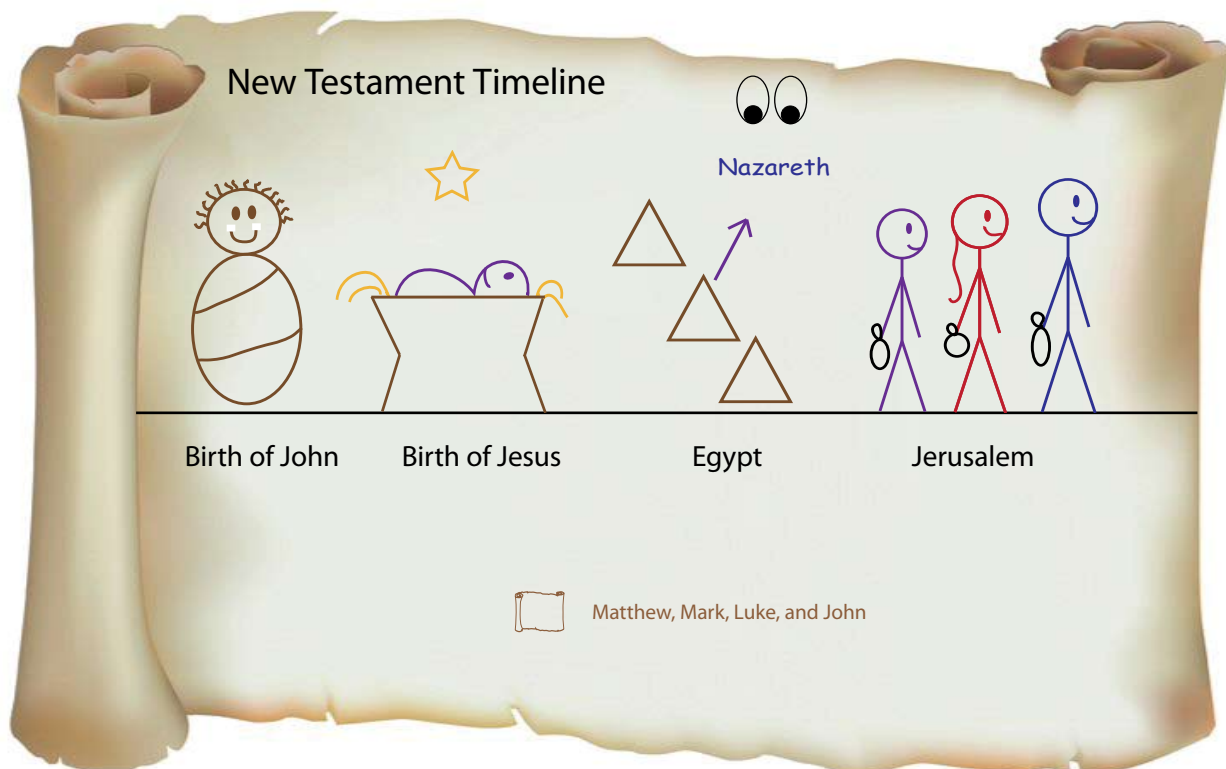 New Testament Timeline
Nazareth
Birth of John
Birth of Jesus
Egypt
Jerusalem
Matthew, Mark, Luke, and John